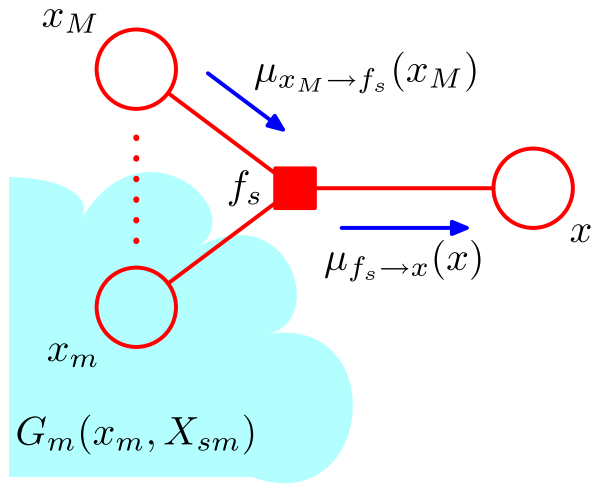 x_M
μ_{x_M→f_s}(x_M)
f_s
μ_{f_s→x}(x)
x
x_m
G_m(x_m, X_{sm})